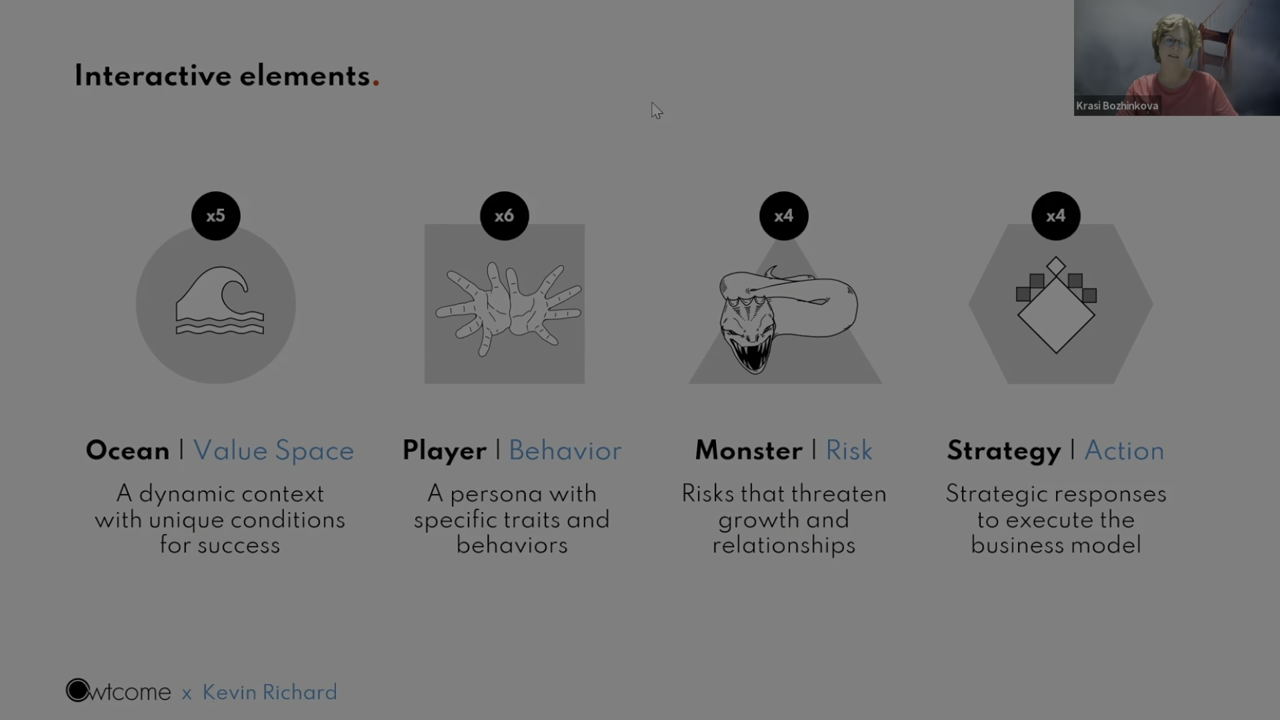 Interactive elements.
Krasi Bozhinkova
x5
x6
x4
x4
Ocean | Value Space
A dynamic context
with unique conditions
for success
Player | Behavior
A persona with
specific traits and
behaviors
Monster | Risk
Risks that threaten
growth and
relationships
Strategy | Action
Strategic responses
to execute the
business model
Owtcome x Kevin Richard